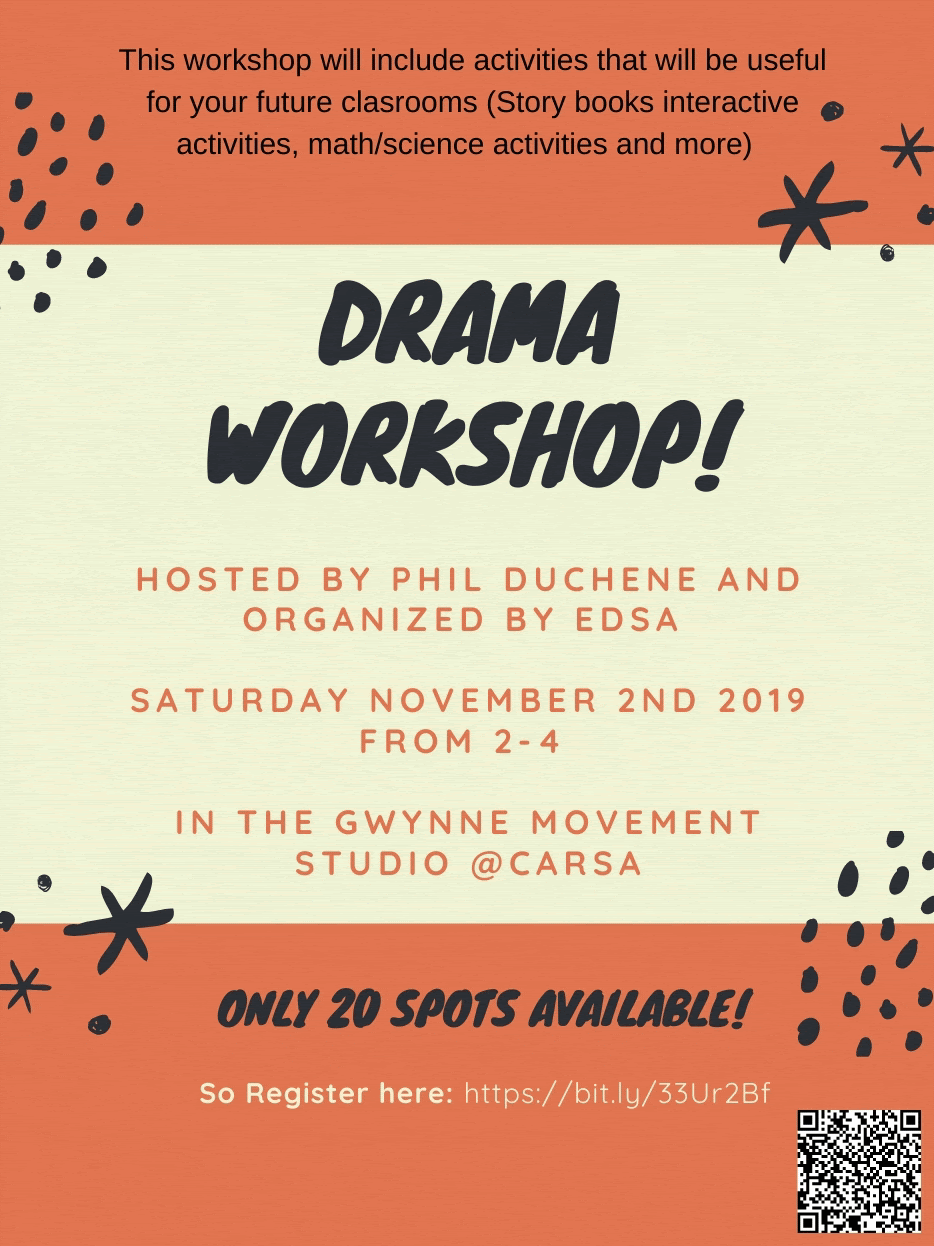 This workshop will include activities that will be useful
for your future clasrooms (Story books interactive
activities, math/science activities and more)
DRAMA
WORKSHOP!
HOSTED BY PHIL DUCHENE AND
ORGANIZED BY EDSA
SATURDAY NOVEMBER 2ND 2019
FROM 2-4
IN THE GWYNNE MOVEMENT
STUDIO @CARSA
ONLY 20 SPOTS AVAILABLE!
So Register here: https://bit.ly/33Ur2Bf